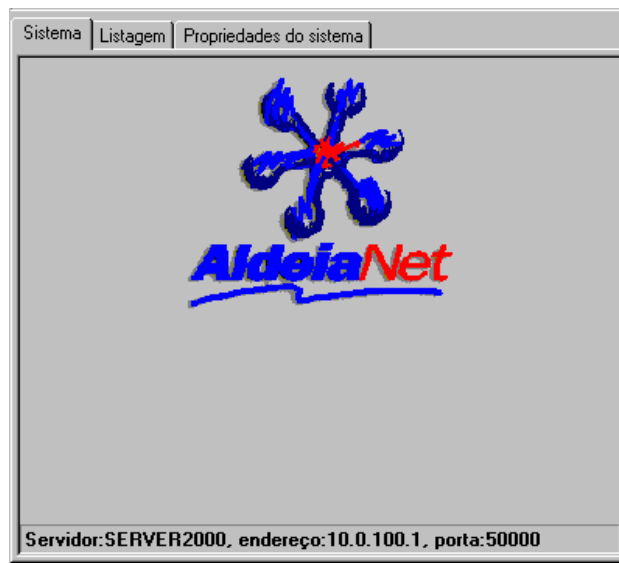 Sistema Listagem Propriedades do sistema
AldeiaNet
Servidor:SERVER2000, endereço:10.0.100.1, porta:50000